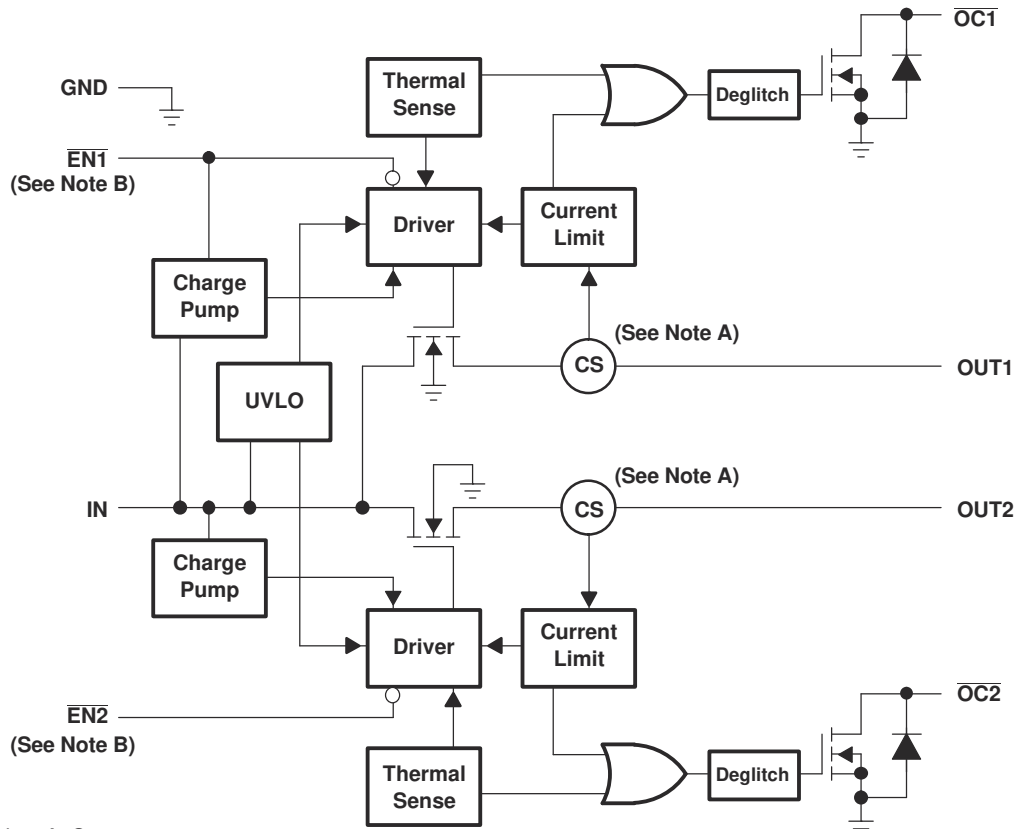 OC1
Thermal
Sense
GND
Deglitch
EN1
(See Note B)
Driver
Current
Limit
Charge
Pump
(See Note A)
CS
OUT1
UVLO
(See Note A)
IN
CS
OUT2
Charge
Pump
Driver
Current
Limit
OC2
EN2
(See Note B)
Thermal
Sense
Deglitch